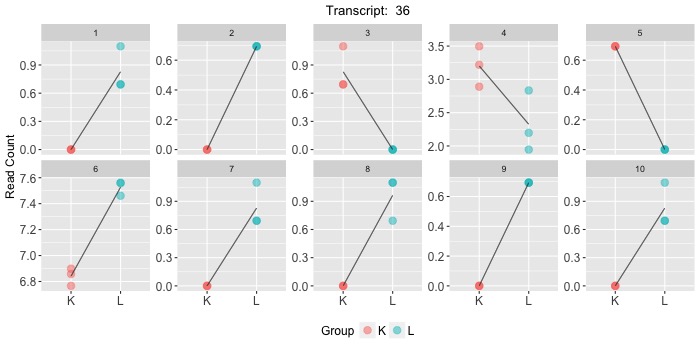 Transcript: 36
1 2 3 4 5
0.9 0.6 0.3 0.0
0.6 0.4 0.2 0.0
0.9 0.6 0.3 0.0
3.5 3.0 2.5 2.0
0.6 0.4 0.2 0.0
Read Count
6 7 8 9 10
7.6 7.4 7.2 7.0 6.8
0.9 0.6 0.3 0.0
0.9 0.6 0.3 0.0
0.6 0.4 0.2 0.0
0.9 0.6 0.3 0.0
K L K L K L K L K L
Group K L